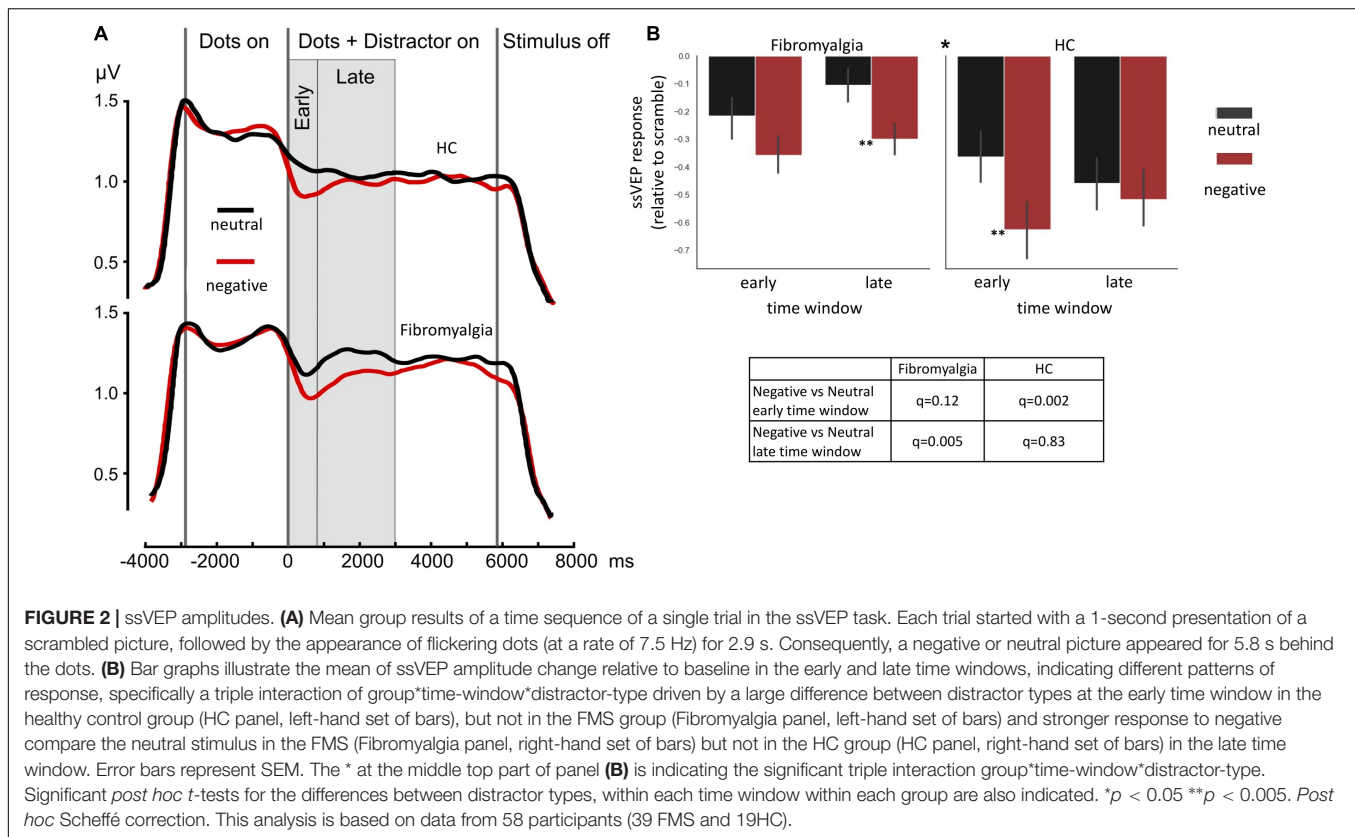 A
Dots on
Dots + Distractor on
Stimulus off
μV
Early
Late
1.5
1.0
0.5
HC
neutral
negative
1.5
1.0
0.5
Fibromyalgia
-4000 -2000 0 2000 4000 6000 8000 ms
B
Fibromyalgia
*
HC
ssVEP response
(relative to scramble)
0.0
−0.1
−0.2
−0.3
−0.4
−0.5
−0.6
−0.7
**
**
early late
time window
early late
time window
neutral
negative
Fibromyalgia HC
Negative vs Neutral
early time window q=0.12 q=0.002
Negative vs Neutral
late time window q=0.005 q=0.83
FIGURE 2 | ssVEP amplitudes. (A) Mean group results of a time sequence of a single trial in the ssVEP task. Each trial started with a 1-second presentation of a
scrambled picture, followed by the appearance of flickering dots (at a rate of 7.5 Hz) for 2.9 s. Consequently, a negative or neutral picture appeared for 5.8 s behind
the dots. (B) Bar graphs illustrate the mean of ssVEP amplitude change relative to baseline in the early and late time windows, indicating different patterns of
response, specifically a triple interaction of group*time-window*distractor-type driven by a large difference between distractor types at the early time window in the
healthy control group (HC panel, left-hand set of bars), but not in the FMS group (Fibromyalgia panel, left-hand set of bars) and stronger response to negative
compare the neutral stimulus in the FMS (Fibromyalgia panel, right-hand set of bars) but not in the HC group (HC panel, right-hand set of bars) in the late time
window. Error bars represent SEM. The * at the middle top part of panel (B) is indicating the significant triple interaction group*time-window*distractor-type.
Significant post hoc t-tests for the differences between distractor types, within each time window within each group are also indicated. *p < 0.05 **p < 0.005. Post
hoc Scheffé correction. This analysis is based on data from 58 participants (39 FMS and 19HC).